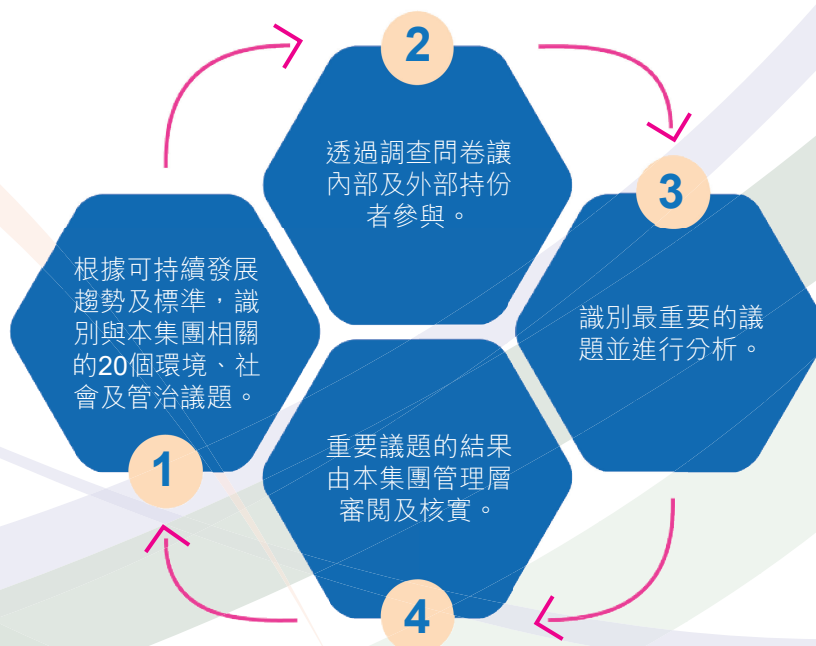 1
根據可持續發展
趨勢及標準，識
別與本集團相關
的20個環境、社
會及管治議題。
2
透過調查問卷讓
內部及外部持份
者參與。
3
識別最重要的議
題並進行分析。
4
重要議題的結果
由本集團管理層
審閱及核實。